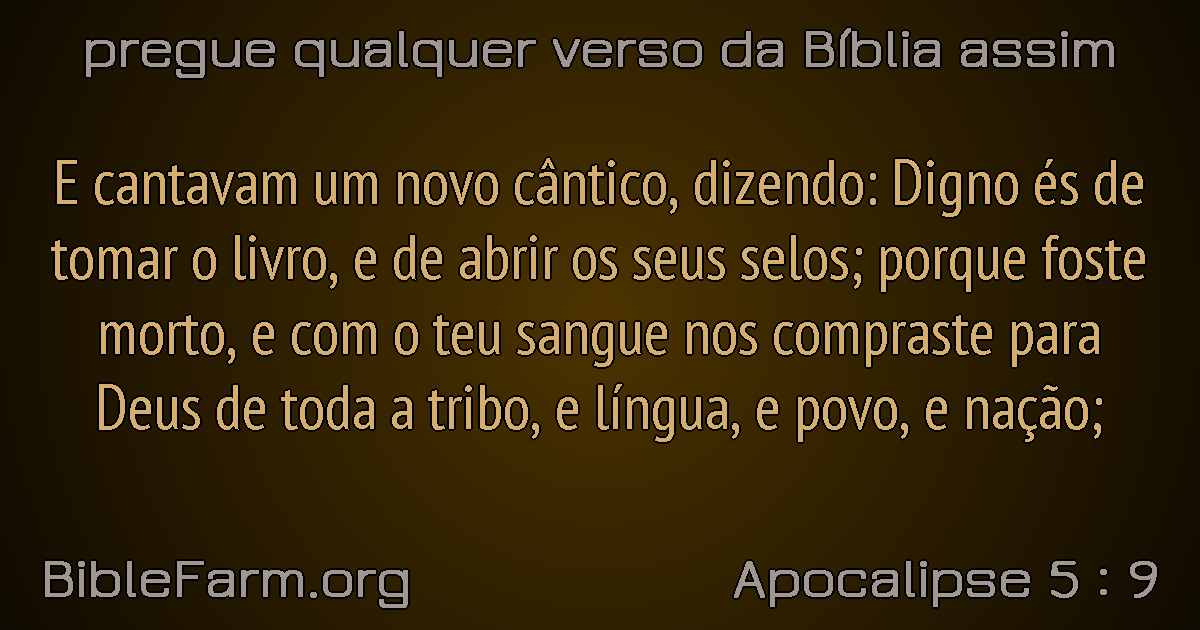 pregue qualquer verso da Bíblia assim
E cantavam um novo cântico, dizendo: Digno és de
tomar o livro, e de abrir os seus selos; porque foste
morto, e com o teu sangue nos compraste para
Deus de toda a tribo, e língua, e povo, e nação;
BibleFarm.org
Apocalipse 5 : 9